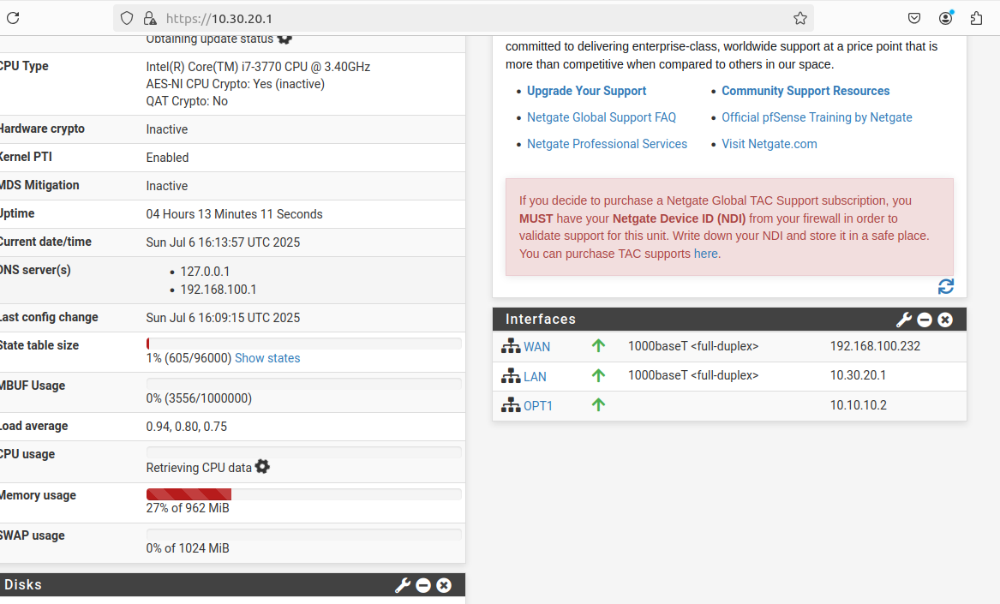 https://10.30.20.1
Obtaining update status
CPU Type
Intel(R) Core(TM) i7-3770 CPU @ 3.40GHz
AES-NI CPU Crypto: Yes (inactive)
QAT Crypto: No
Hardware crypto
Inactive
Kernel PTI
Enabled
MDS Mitigation
Inactive
Uptime
04 Hours 13 Minutes 11 Seconds
Current date/time
Sun Jul 6 16:13:57 UTC 2025
DNS server(s)
127.0.0.1
192.168.100.1
Last config change
Sun Jul 6 16:09:15 UTC 2025
State table size
1% (605/96000) Show states
MBUF Usage
0% (3556/1000000)
Load average
0.94, 0.80, 0.75
CPU usage
Retrieving CPU data
Memory usage
27% of 962 MiB
SWAP usage
0% of 1024 MiB
Disks
committed to delivering enterprise-class, worldwide support at a price point that is
more than competitive when compared to others in our space.
Upgrade Your Support
Community Support Resources
Netgate Global Support FAQ
Official pfSense Training by Netgate
Netgate Professional Services
Visit Netgate.com
If you decide to purchase a Netgate Global TAC Support subscription, you
MUST have your Netgate Device ID (NDI) from your firewall in order to
validate support for this unit. Write down your NDI and store it in a safe place.
You can purchase TAC supports here.
Interfaces
WAN 1000baseT <full-duplex> 192.168.100.232
LAN 1000baseT <full-duplex> 10.30.20.1
OPT1 10.10.10.2